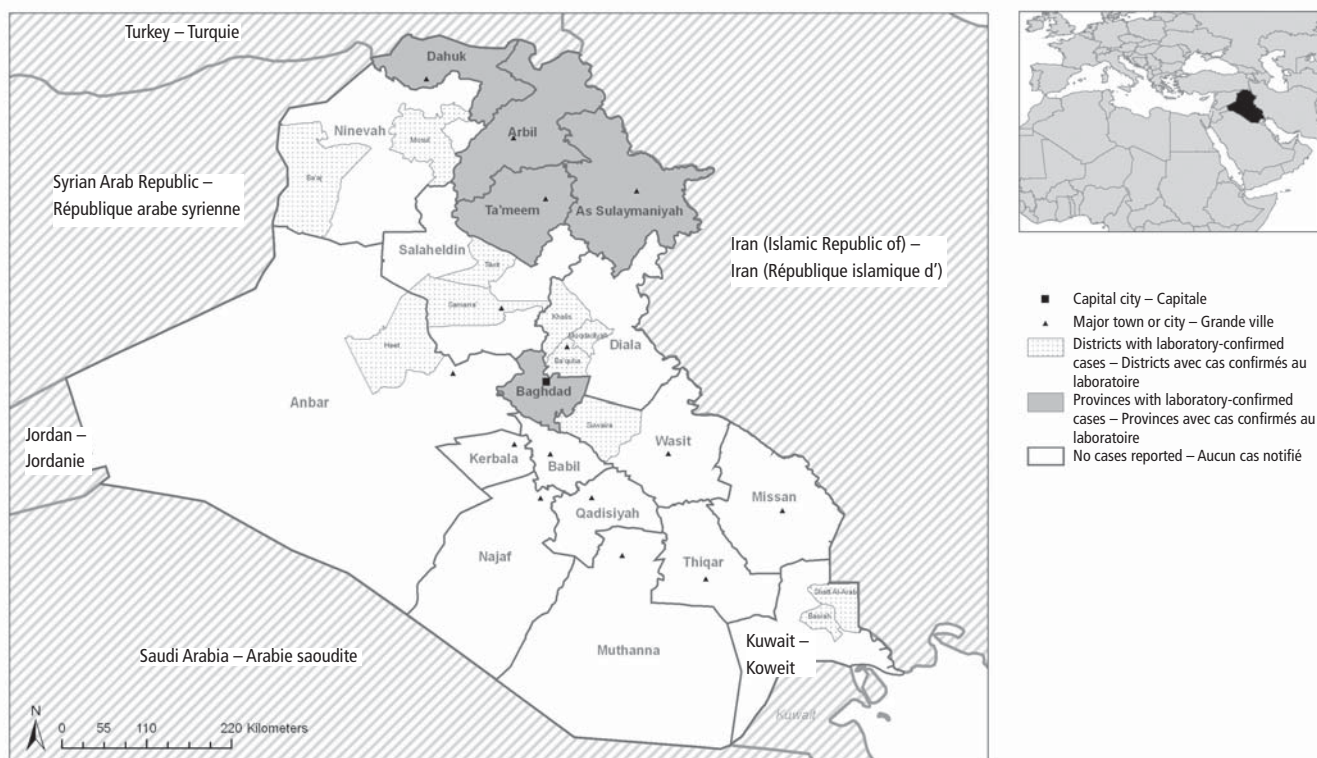 Turkey – Turquie
Dahuk
Ninevah
Mosul
Arbil
Ba'aj
Syrian Arab Republic –
République arabe syrienne
Ta'meem
As Sulaymaniyah
Iran (Islamic Republic of) –
Iran (République islamique d')
Salaheldin
Tikrit
Samarra'
Khalis
Ba'quba
Diala
Heet
Baghdad
Anbar
Suwaira
Jordan –
Jordanie
Wasit
Kerbala
Babil
Missan
Qadisiyah
Najaf
Thiqar
Shatt Al-Arab
Basrah
Kuwait –
Koweit
Muthanna
Saudi Arabia – Arabie saoudite
Kuwait
N
0 55 110 220 Kilometers
Capital city – Capitale
Major town or city – Grande ville
Districts with laboratory-confirmed
cases – Districts avec cas confirmés au
laboratoire
Provinces with laboratory-confirmed
cases – Provinces avec cas confirmés au
laboratoire
No cases reported – Aucun cas notifié